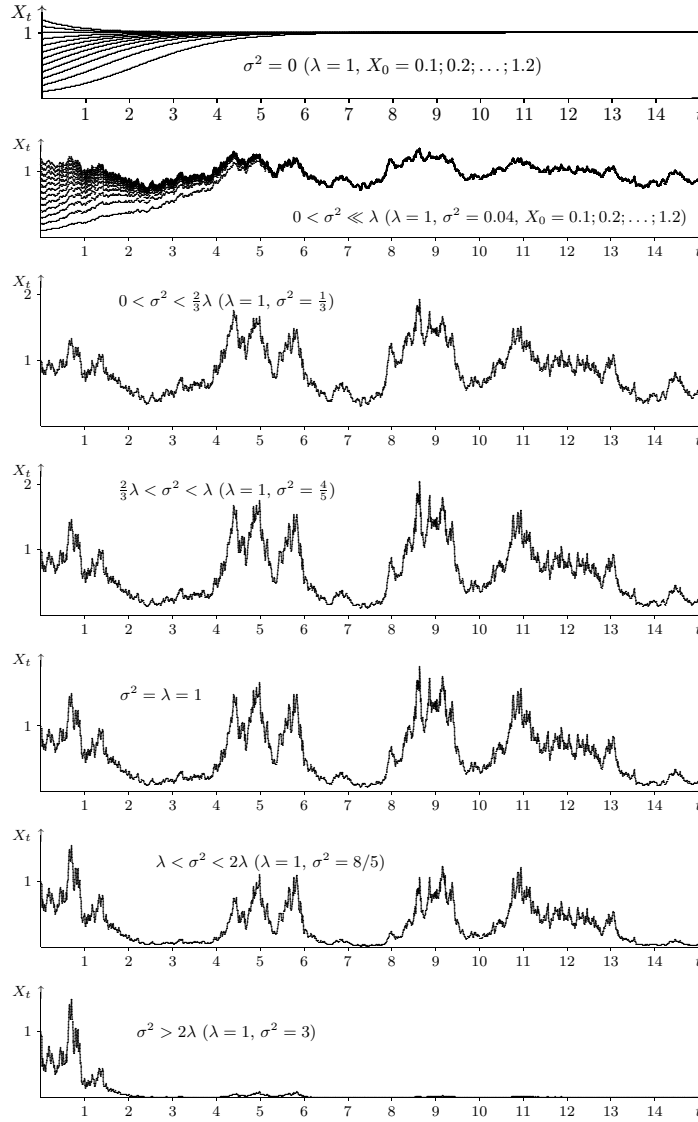 X_t
1
σ² = 0 (λ = 1, X₀ = 0.1; 0.2; …; 1.2)
1 2 3 4 5 6 7 8 9 10 11 12 13 14 15
X_t
1
0 < σ² ≪ λ (λ = 1, σ² = 0.04, X₀ = 0.1; 0.2; …; 1.2)
1 2 3 4 5 6 7 8 9 10 11 12 13 14 t
X_t
2
0 < σ² < 2/3 λ (λ = 1, σ² = 1/3)
1
1 2 3 4 5 6 7 8 9 10 11 12 13 14
X_t
2
2/3 λ < σ² < λ (λ = 1, σ² = 4/5)
1
1 2 3 4 5 6 7 8 9 10 11 12 13 14
X_t
σ² = λ = 1
1
1 2 3 4 5 6 7 8 9 10 11 12 13 14
X_t
λ < σ² < 2λ (λ = 1, σ² = 8/5)
1
1 2 3 4 5 6 7 8 9 10 11 12 13 14
X_t
1
σ² > 2λ (λ = 1, σ² = 3)
1 2 3 4 5 6 7 8 9 10 11 12 13 14